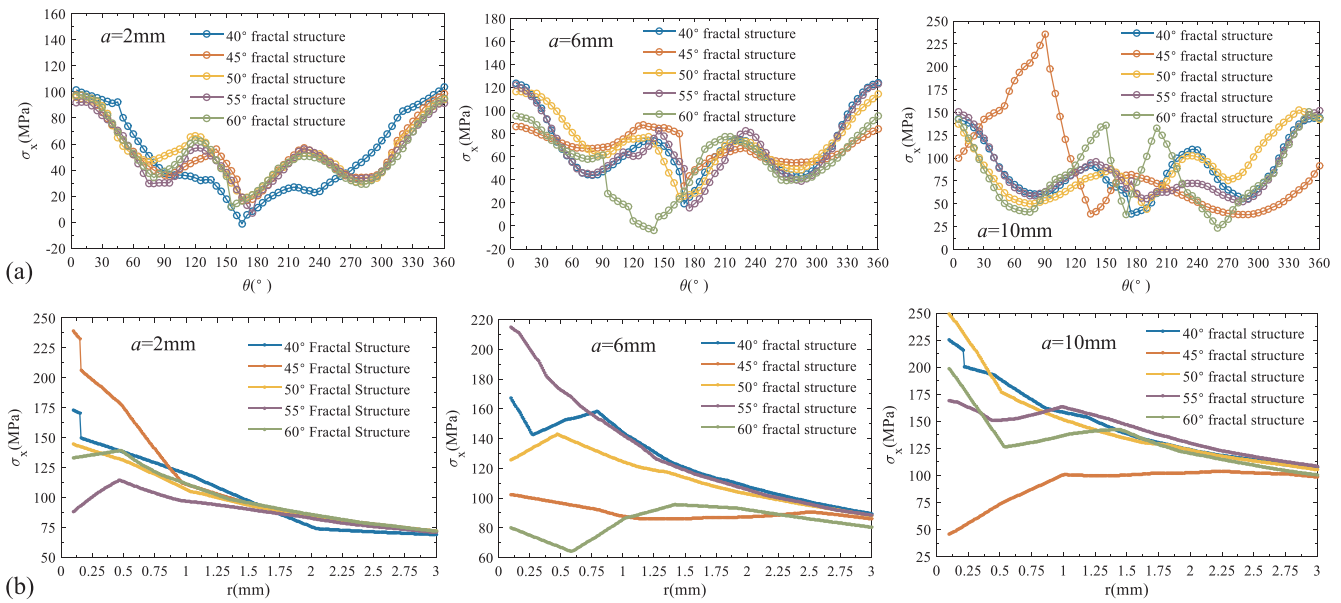 160
140
120
100
80
60
40
20
0
-20
σx(MPa)
a=2mm
40° fractal structure
45° fractal structure
50° fractal structure
55° fractal structure
60° fractal structure
0 30 60 90 120 150 180 210 240 270 300 330 360
θ(°)
180
160
140
120
100
80
60
40
20
0
-20
σx(MPa)
a=6mm
40° fractal structure
45° fractal structure
50° fractal structure
55° fractal structure
60° fractal structure
0 30 60 90 120 150 180 210 240 270 300 330 360
θ(°)
250
225
200
175
150
125
100
75
50
25
0
σx(MPa)
40° fractal structure
45° fractal structure
50° fractal structure
55° fractal structure
60° fractal structure
a=10mm
0 30 60 90 120 150 180 210 240 270 300 330 360
θ(°)
(a)
250
225
200
175
150
125
100
75
50
σx(MPa)
a=2mm
40° Fractal Structure
45° Fractal Structure
50° Fractal Structure
55° Fractal Structure
60° Fractal Structure
0 0.25 0.5 0.75 1 1.25 1.5 1.75 2 2.25 2.5 2.75 3
r(mm)
220
200
180
160
140
120
100
80
60
σx(MPa)
a=6mm
40° fractal structure
45° fractal structure
50° fractal structure
55° fractal structure
60° fractal structure
0 0.25 0.5 0.75 1 1.25 1.5 1.75 2 2.25 2.5 2.75 3
r(mm)
250
225
200
175
150
125
100
75
50
25
σx(MPa)
a=10mm
40° fractal structure
45° fractal structure
50° fractal structure
55° fractal structure
60° fractal structure
0 0.25 0.5 0.75 1 1.25 1.5 1.75 2 2.25 2.5 2.75 3
r(mm)
(b)